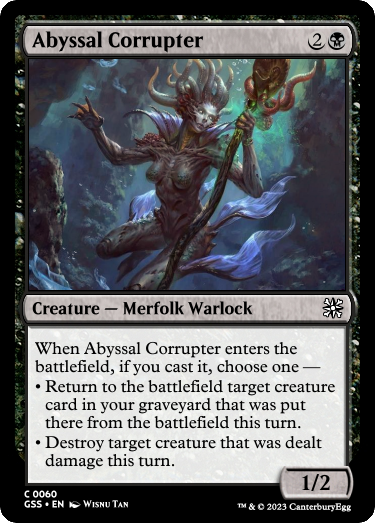 Abyssal Corrupter 2
Creature — Merfolk Warlock
When Abyssal Corrupter enters the
battlefield, if you cast it, choose one —
• Return to the battlefield target creature
card in your graveyard that was put
there from the battlefield this turn.
• Destroy target creature that was dealt
damage this turn.
1/2
C 0060
GSS • EN Wisnu Tan
™ & © 2023 CanterburyEgg